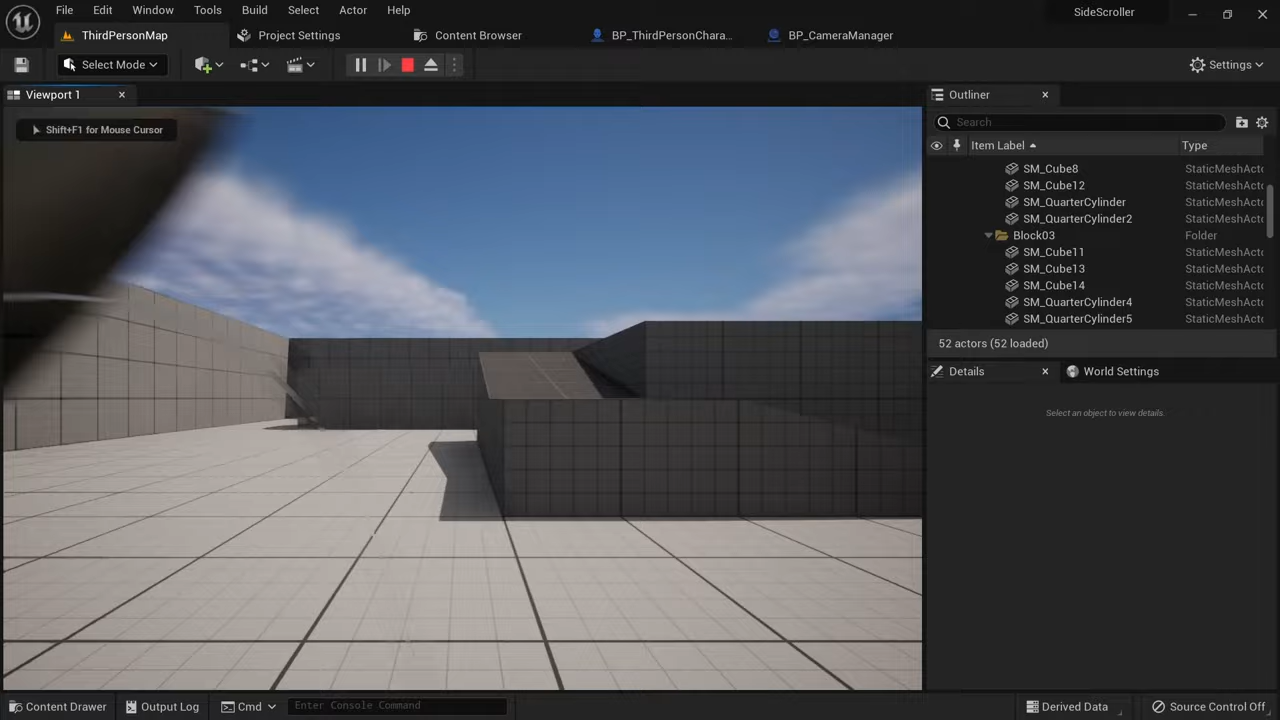 File Edit Window Tools Build Select Actor Help SideScroller
ThirdPersonMap Project Settings Content Browser BP_ThirdPersonChara... BP_CameraManager
Select Mode Settings
Viewport 1
Shift+F1 for Mouse Cursor
Outliner
Search
Item Label Type
SM_Cube8 StaticMeshActo
SM_Cube12 StaticMeshActo
SM_QuarterCylinder StaticMeshActo
SM_QuarterCylinder2 StaticMeshActo
Block03 Folder
SM_Cube11 StaticMeshActo
SM_Cube13 StaticMeshActo
SM_Cube14 StaticMeshActo
SM_QuarterCylinder4 StaticMeshActo
SM_QuarterCylinder5 StaticMeshActo
52 actors (52 loaded)
Details World Settings
Select an object to view details.
Content Drawer Output Log Cmd Enter Console Command Derived Data Source Control Off